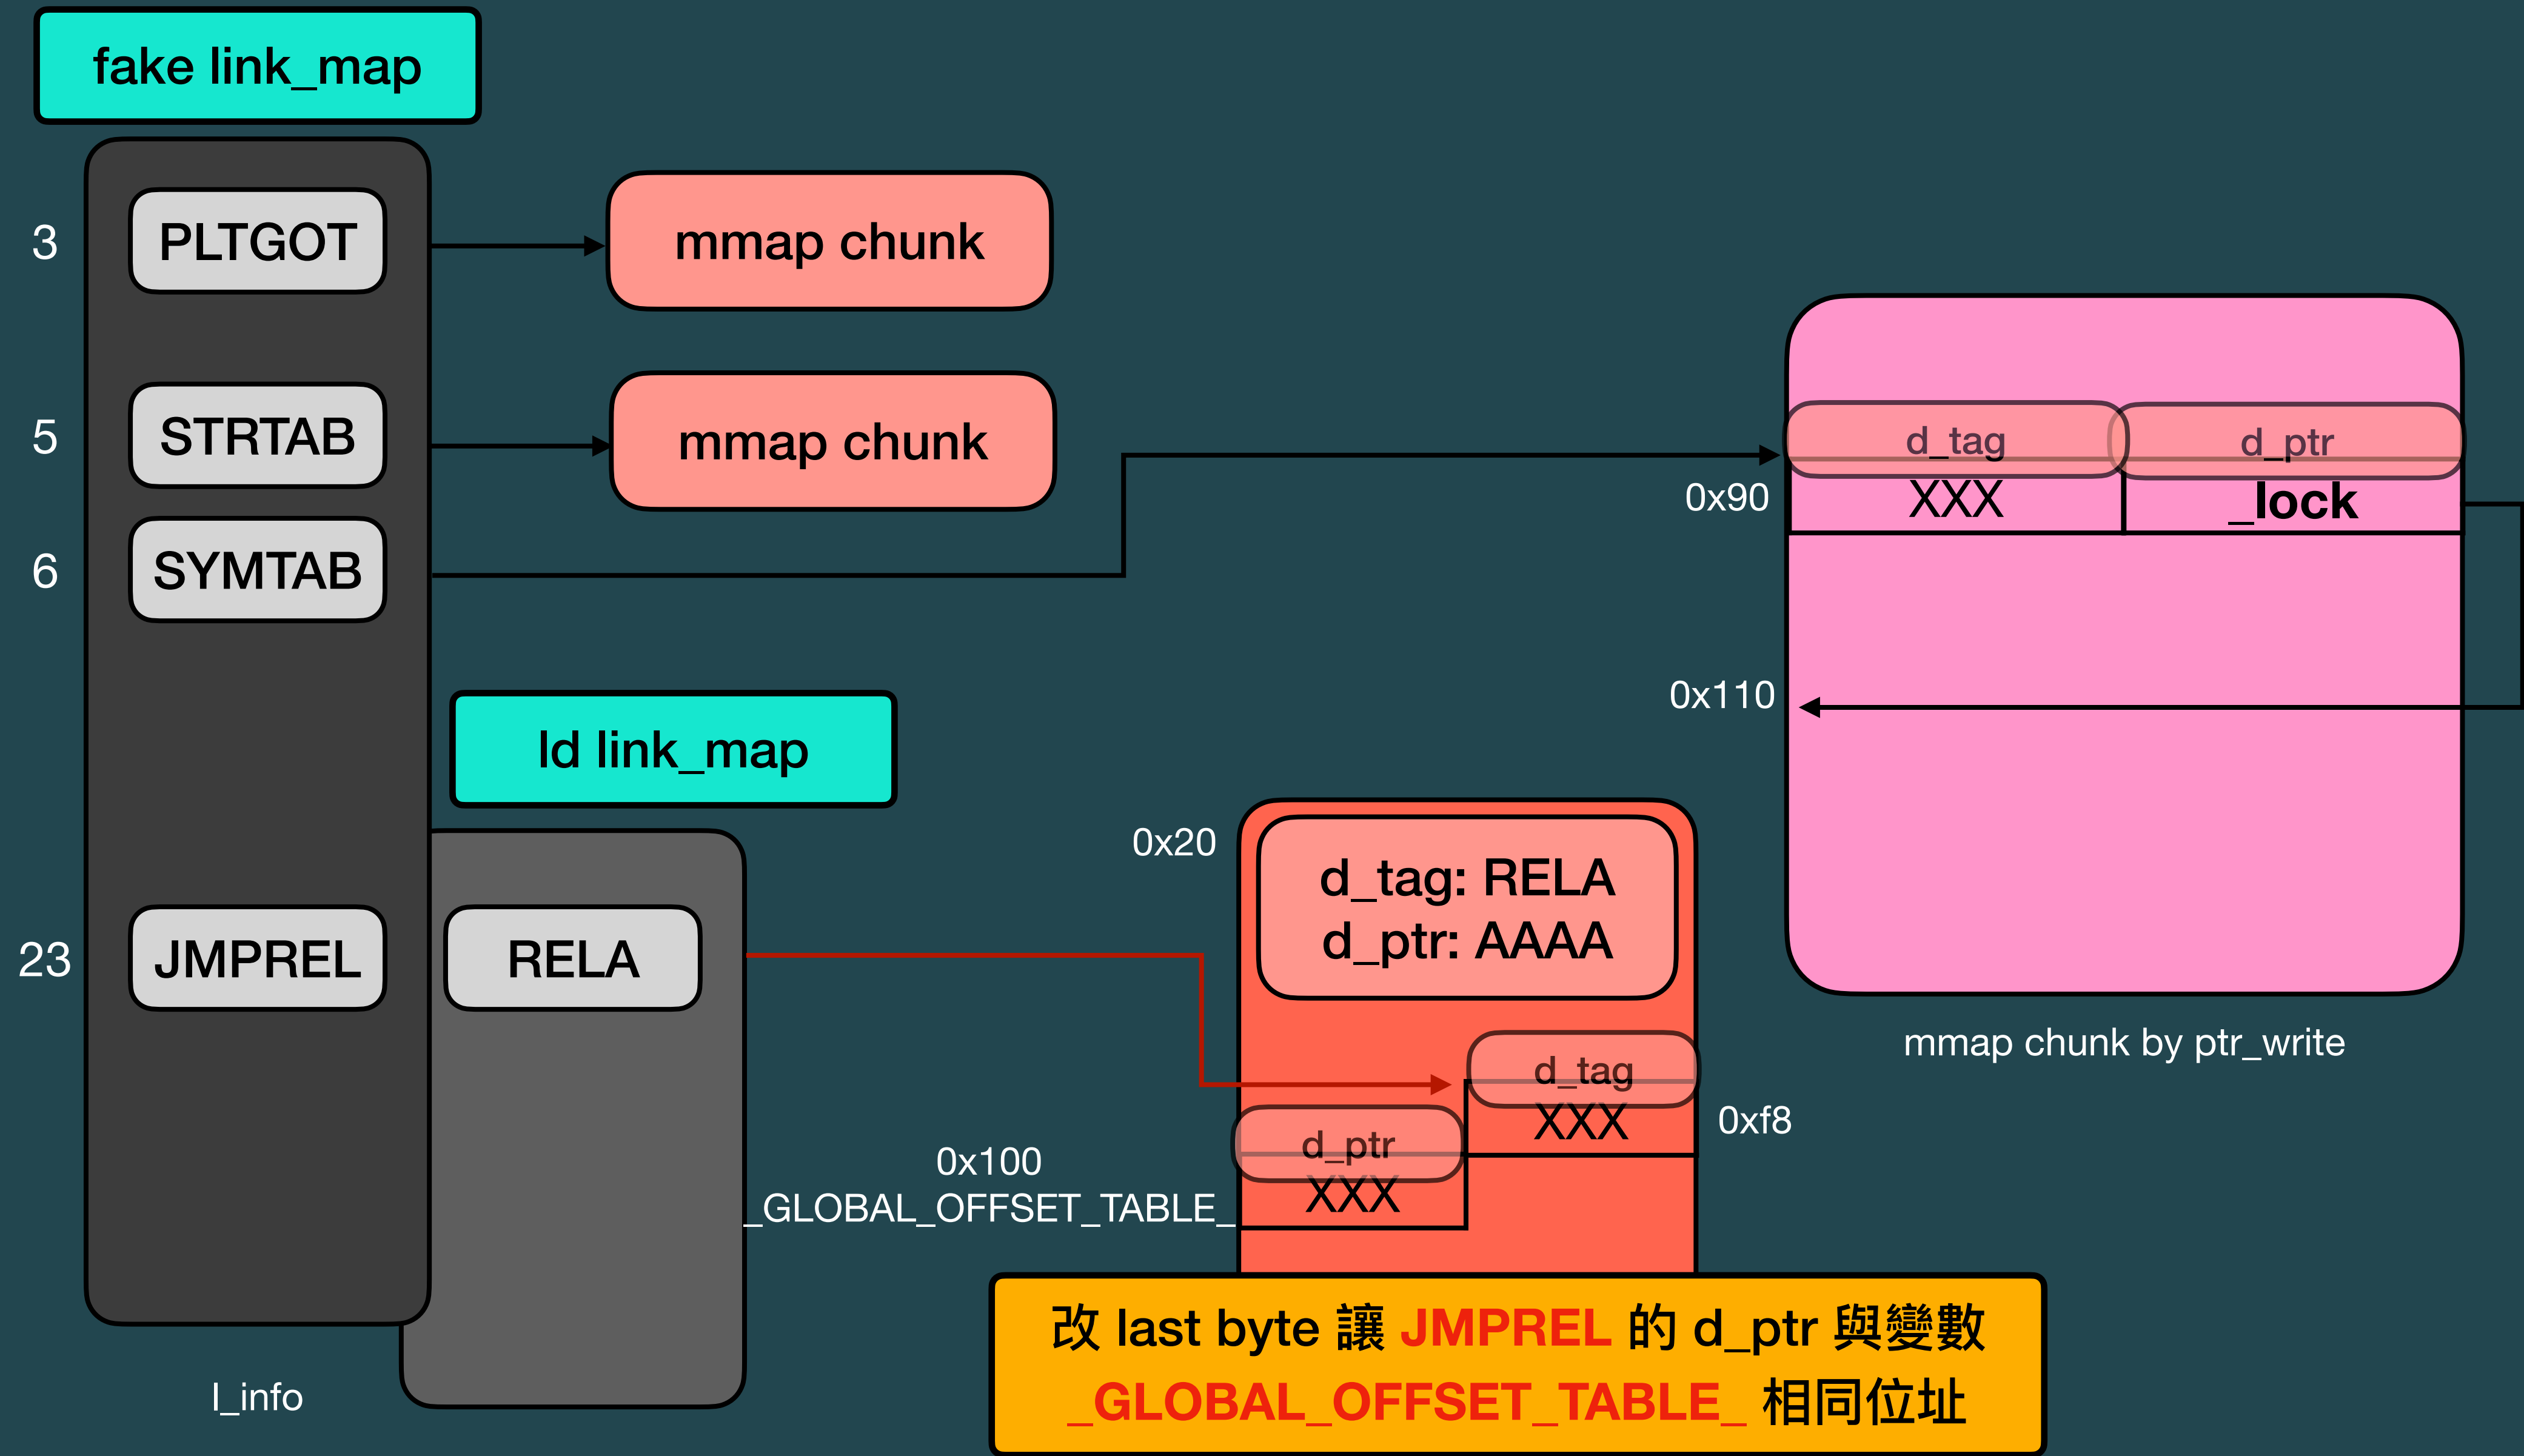 fake link_map
3
PLTGOT
mmap chunk
5
STRTAB
mmap chunk
6
SYMTAB
d_tag
d_ptr
0x90
XXX
_lock
0x110
mmap chunk by ptr_write
ld link_map
23
JMPREL
RELA
0x20
d_tag: RELA
d_ptr: AAAA
d_tag
XXX
0xf8
d_ptr
XXX
0x100
_GLOBAL_OFFSET_TABLE_
l_info
改 last byte 讓 JMPREL 的 d_ptr 與變數
_GLOBAL_OFFSET_TABLE_ 相同位址